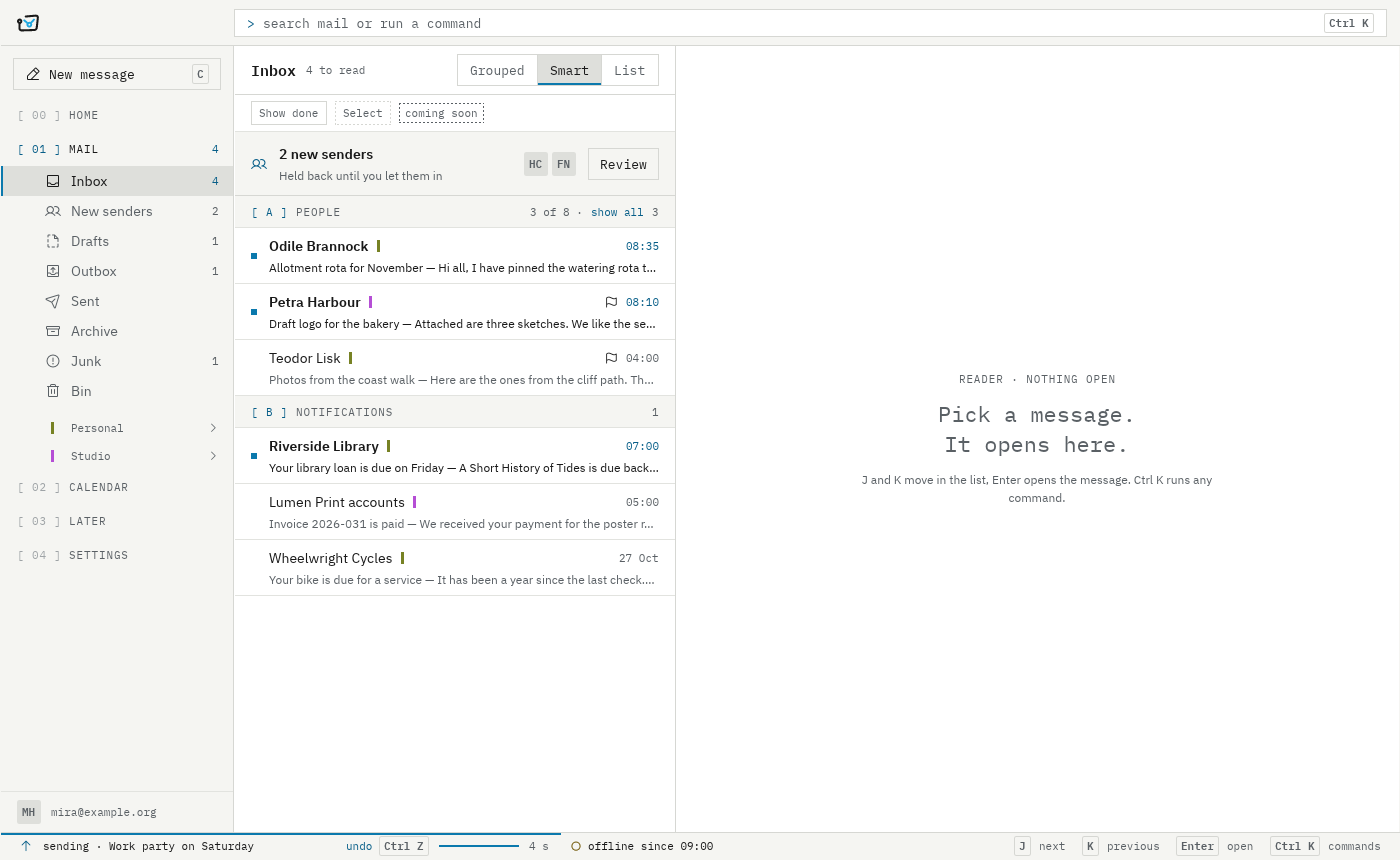 > search mail or run a command Ctrl K
New message C
[ 00 ] HOME
[ 01 ] MAIL 4
Inbox 4
New senders 2
Drafts 1
Outbox 1
Sent
Archive
Junk 1
Bin
Personal
Studio
[ 02 ] CALENDAR
[ 03 ] LATER
[ 04 ] SETTINGS
MH mira@example.org
Inbox 4 to read Grouped Smart List
Show done Select coming soon
2 new senders HC FN Review
Held back until you let them in
[ A ] PEOPLE 3 of 8 · show all 3
Odile Brannock 08:35
Allotment rota for November — Hi all, I have pinned the watering rota t…
Petra Harbour 08:10
Draft logo for the bakery — Attached are three sketches. We like the se…
Teodor Lisk 04:00
Photos from the coast walk — Here are the ones from the cliff path. Th…
[ B ] NOTIFICATIONS 1
Riverside Library 07:00
Your library loan is due on Friday — A Short History of Tides is due back…
Lumen Print accounts 05:00
Invoice 2026-031 is paid — We received your payment for the poster r…
Wheelwright Cycles 27 Oct
Your bike is due for a service — It has been a year since the last check.…
READER · NOTHING OPEN
Pick a message.
It opens here.
J and K move in the list, Enter opens the message. Ctrl K runs any
command.
sending · Work party on Saturday undo Ctrl Z 4 s offline since 09:00 J next K previous Enter open Ctrl K commands